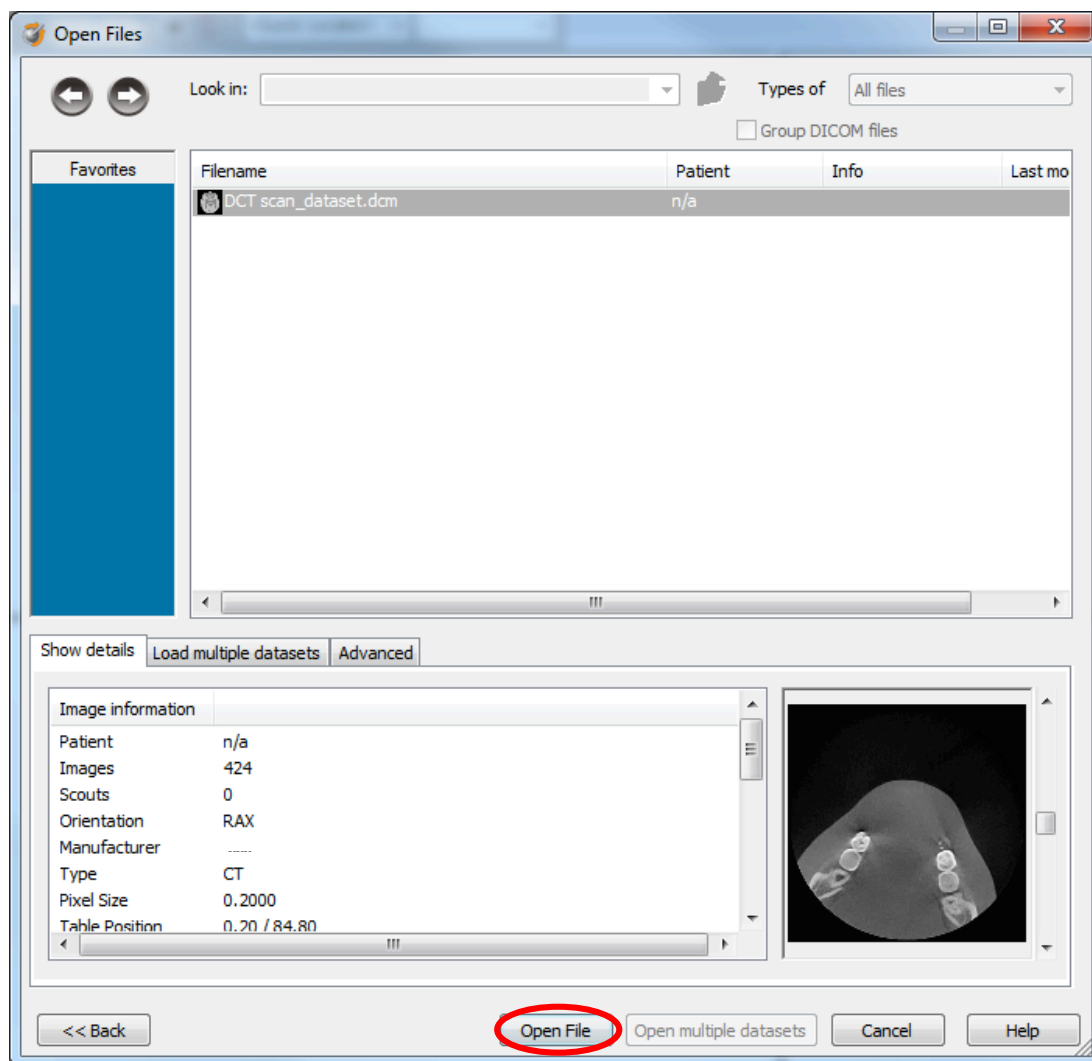 Open Files
Look in:
Types of
All files
Group DICOM files
Favorites
Filename Patient Info Last mo
DCT scan_dataset.dcm n/a
Show details Load multiple datasets Advanced
Image information
Patient n/a
Images 424
Scouts 0
Orientation RAX
Manufacturer -----
Type CT
Pixel Size 0.2000
Table Position 0.20 / 84.80
<< Back Open File Open multiple datasets Cancel Help